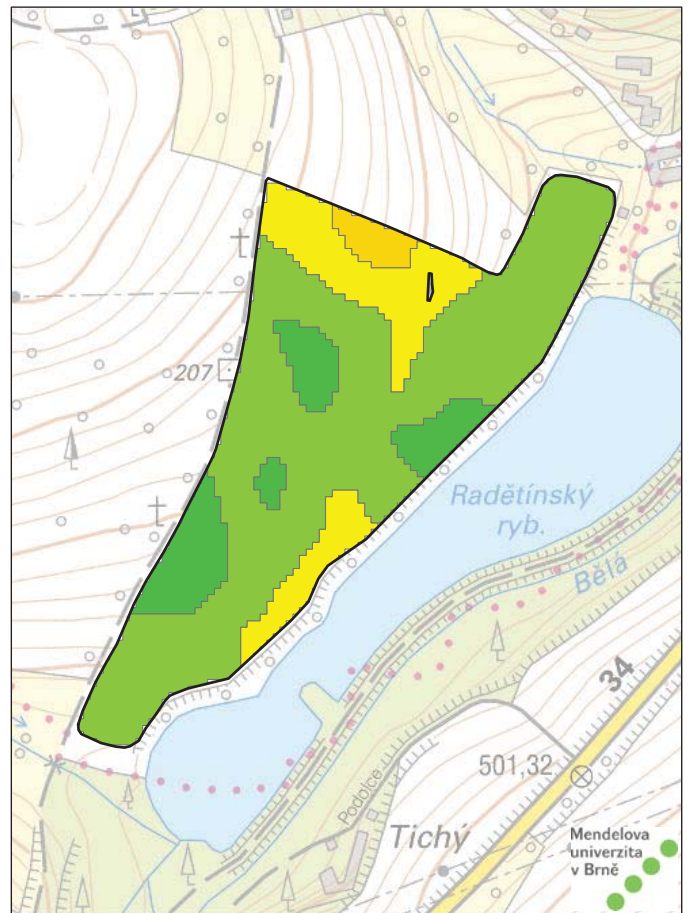 207
Radětínský
ryb.
Bělá
34
501,32
Podolce
Tichý
Mendelova
univerzita
v Brně